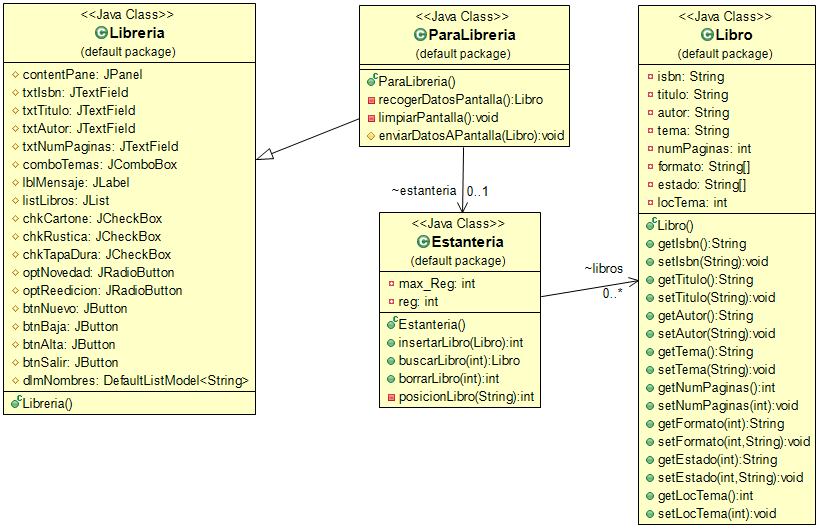 <<Java Class>>
Libreria
(default package)
contentPane: JPanel
txtIsbn: JTextField
txtTitulo: JTextField
txtAutor: JTextField
txtNumPaginas: JTextField
comboTemas: JComboBox
lblMensaje: JLabel
listLibros: JList
chkCartone: JCheckBox
chkRustica: JCheckBox
chkTapaDura: JCheckBox
optNovedad: JRadioButton
optReedicion: JRadioButton
btnNuevo: JButton
btnBaja: JButton
btnAlta: JButton
btnSalir: JButton
dlmNombres: DefaultListModel<String>
Libreria()
<<Java Class>>
ParaLibreria
(default package)
ParaLibreria()
recogerDatosPantalla():Libro
limpiarPantalla():void
enviarDatosAPantalla(Libro):void
~estanteria
0..1
<<Java Class>>
Estanteria
(default package)
max_Reg: int
reg: int
Estanteria()
insertarLibro(Libro):int
buscarLibro(int):Libro
borrarLibro(int):int
posicionLibro(String):int
~libros
0..*
<<Java Class>>
Libro
(default package)
isbn: String
titulo: String
autor: String
tema: String
numPaginas: int
formato: String[]
estado: String[]
locTema: int
Libro()
getIsbn():String
setIsbn(String):void
getTitulo():String
setTitulo(String):void
getAutor():String
setAutor(String):void
getTema():String
setTema(String):void
getNumPaginas():int
setNumPaginas(int):void
getFormato(int):String
setFormato(int,String):void
getEstado(int):String
setEstado(int,String):void
getLocTema():int
setLocTema(int):void